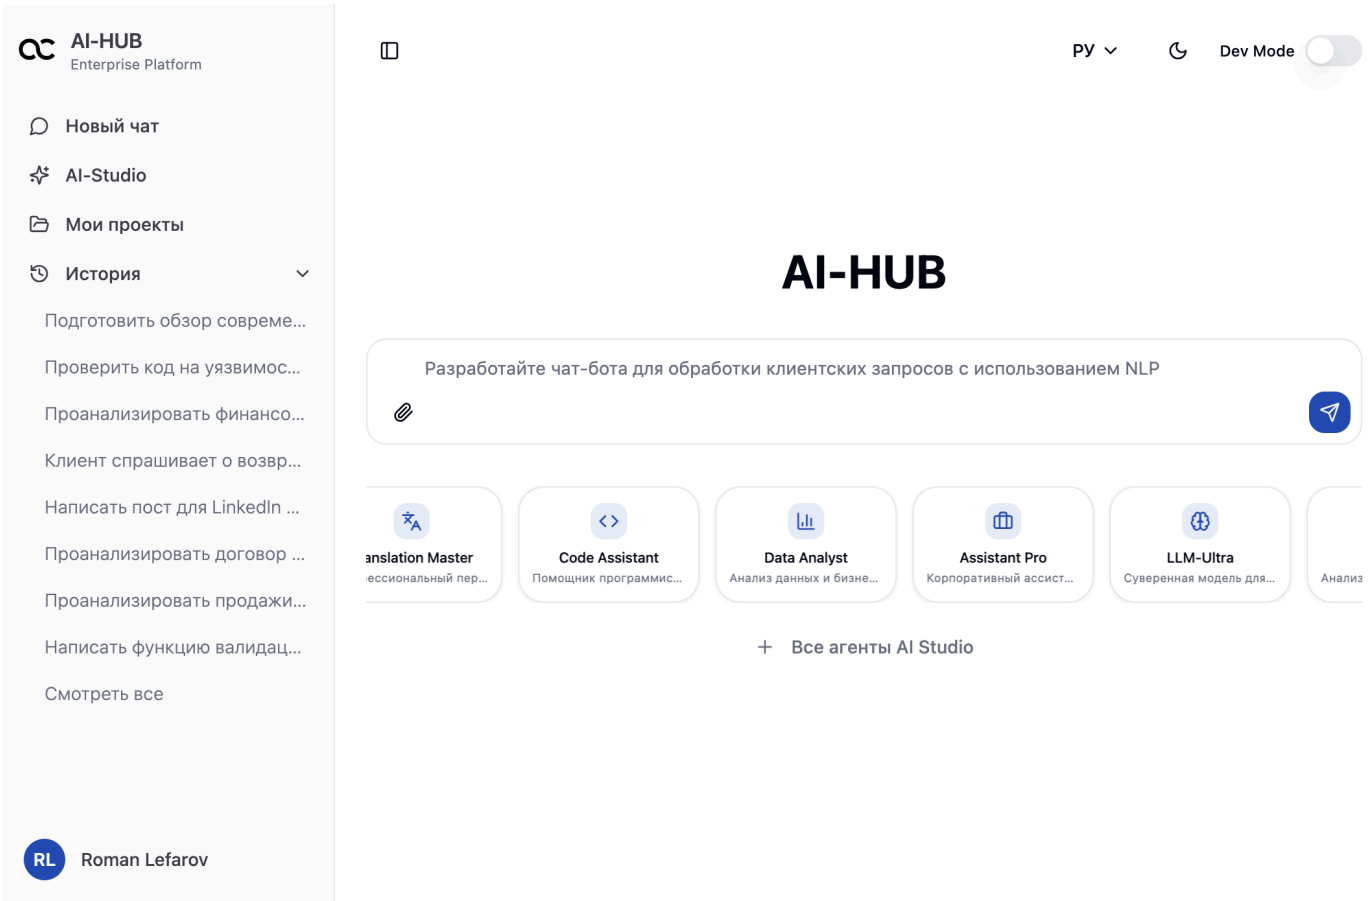 AI-HUB
Enterprise Platform
Новый чат
AI-Studio
Мои проекты
История
Подготовить обзор совреме...
Проверить код на уязвимос...
Проанализировать финансо...
Клиент спрашивает о возвр...
Написать пост для LinkedIn ...
Проанализировать договор ...
Проанализировать продажи...
Написать функцию валидац...
Смотреть все
RL
Roman Lefarov
РУ
Dev Mode
AI-HUB
Разработайте чат-бота для обработки клиентских запросов с использованием NLP
anslation Master
ессиональный пер...
Code Assistant
Помощник программис...
Data Analyst
Анализ данных и бизне...
Assistant Pro
Корпоративный ассист...
LLM-Ultra
Суверенная модель для...
Анализ
Все агенты AI Studio